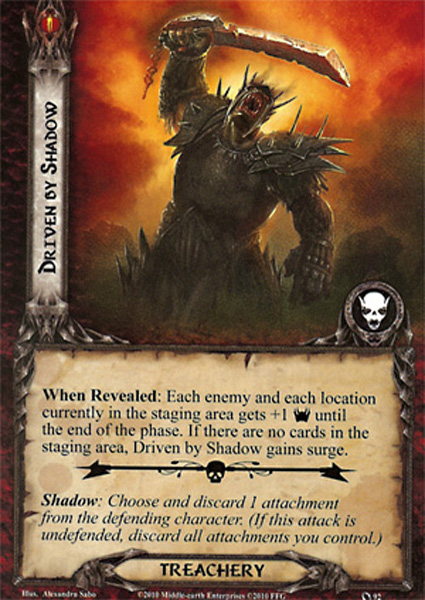 DRIVEN BY SHADOW
When Revealed: Each enemy and each location
currently in the staging area gets +1 until
the end of the phase. If there are no cards in the
staging area, Driven by Shadow gains surge.
Shadow: Choose and discard 1 attachment
from the defending character. (If this attack is
undefended, discard all attachments you control.)
TREACHERY
Illus. Alexandru Sabo
©2010 Middle-earth Enterprises ©2010 FFG
92